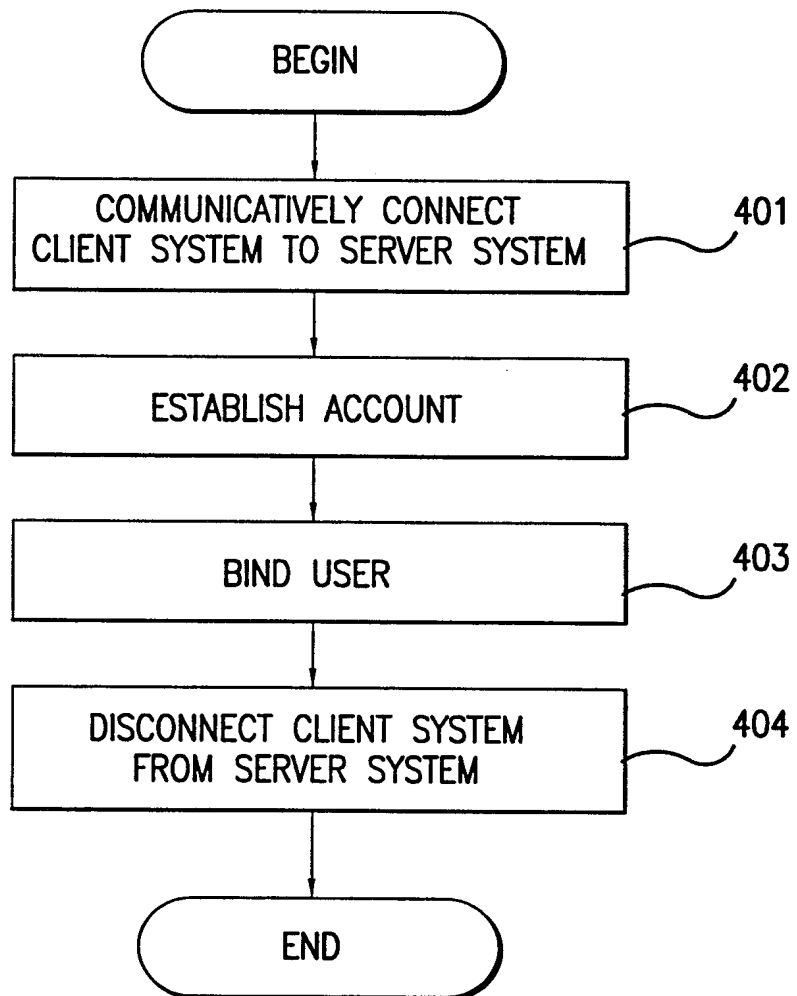 BEGIN
COMMUNICATIVELY CONNECT
CLIENT SYSTEM TO SERVER SYSTEM
401
ESTABLISH ACCOUNT
402
BIND USER
403
DISCONNECT CLIENT SYSTEM
FROM SERVER SYSTEM
404
END